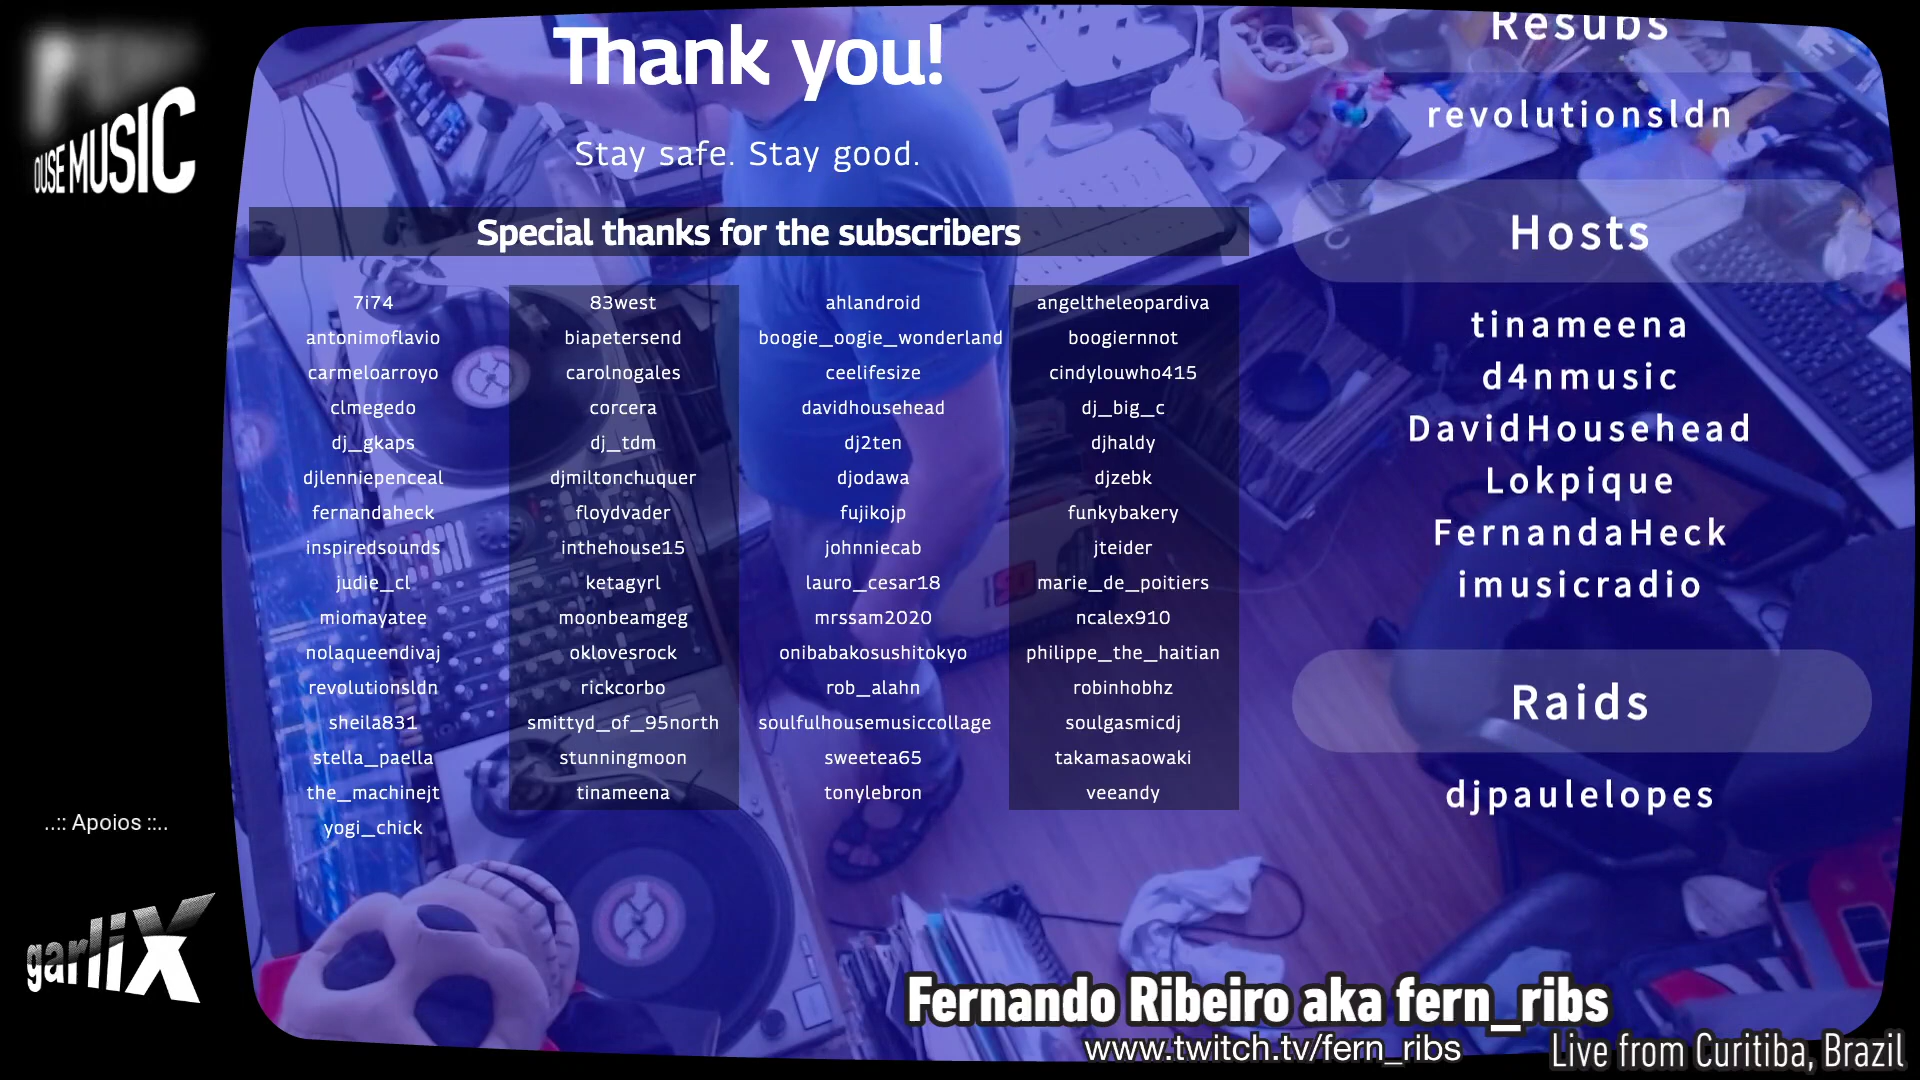 OUSE MUSIC
..:: Apoios ::..
garliX
Thank you!
Stay safe. Stay good.
Special thanks for the subscribers
7i74 83west ahlandroid angeltheleopardiva
antonimoflavio biapetersend boogie_oogie_wonderland boogiernnot
carmeloarroyo carolnogales ceelifesize cindylouwho415
clmegedo corcera davidhousehead dj_big_c
dj_gkaps dj_tdm dj2ten djhaldy
djlenniepenceal djmiltonchuquer djodawa djzebk
fernandaheck floydvader fujikojp funkybakery
inspiredsounds inthehouse15 johnniecab jteider
judie_cl ketagyrl lauro_cesar18 marie_de_poitiers
miomayatee moonbeamgeg mrssam2020 ncalex910
nolaqueendivaj oklovesrock onibabakosushitokyo philippe_the_haitian
revolutionsldn rickcorbo rob_alahn robinhobhz
sheila831 smittyd_of_95north soulfulhousemusiccollage soulgasmicdj
stella_paella stunningmoon sweetea65 takamasaowaki
the_machinejt tinameena tonylebron veeandy
yogi_chick
Resubs
revolutionsldn
Hosts
tinameena
d4nmusic
DavidHousehead
Lokpique
FernandaHeck
imusicradio
Raids
djpaulelopes
Fernando Ribeiro aka fern_ribs
www.twitch.tv/fern_ribs
Live from Curitiba, Brazil